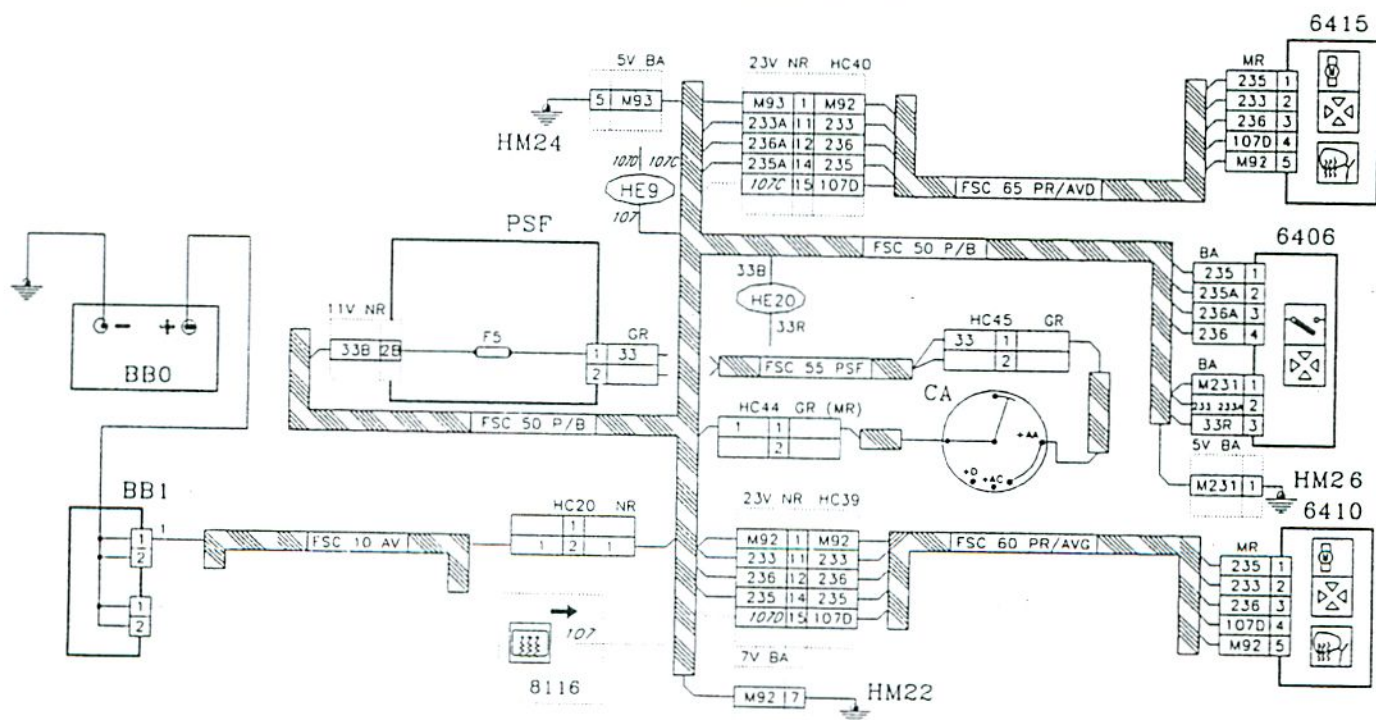 6415
5V BA
23V NR HC40
MR
235 1
233 2
236 3
107D 4
M92 5
5 M93
HM24
M93 1 M92
233A 11 233
236A 12 236
235A 14 235
107C 15 107D
FSC 65 PR/AVD
107D 107C
HE9
107
PSF
FSC 50 P/B
6406
BA
235 1
235A 2
236A 3
236 4
33B
HE20
33R
11V NR
33B 2B
F5
GR
1 33
2
HC45 GR
33 1
2
FSC 55 PSF
BB0
- +
BA
M231 1
233 233A 2
33R 3
FSC 50 P/B
HC44 GR (MR)
1 1
2
CA
+AA
+D +AC
5V BA
M231 1
HM26
BB1
1
1
2
1
2
FSC 10 AV
HC20 NR
1
1 2 1
23V NR HC39
M92 1 M92
233 11 233
236 12 236
235 14 235
107D 15 107D
FSC 60 PR/AVG
6410
MR
235 1
233 2
236 3
107D 4
M92 5
107
8116
7V BA
M92 7
HM22